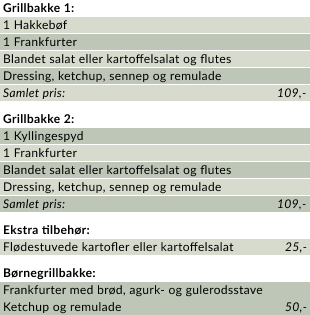 Grillbakke 1:
1 Hakkebøf
1 Frankfurter
Blandet salat eller kartoffelsalat og flutes
Dressing, ketchup, sennep og remulade
Samlet pris: 109,-
Grillbakke 2:
1 Kyllingespyd
1 Frankfurter
Blandet salat eller kartoffelsalat og flutes
Dressing, ketchup, sennep og remulade
Samlet pris: 109,-
Ekstra tilbehør:
Flødestuvede kartofler eller kartoffelsalat 25,-
Børnegrillbakke:
Frankfurter med brød, agurk- og gulerodsstave
Ketchup og remulade 50,-